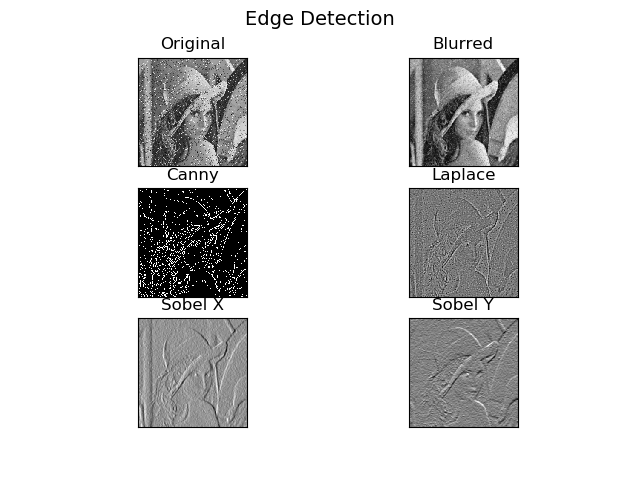 Edge Detection
Original
Blurred
Canny
Laplace
Sobel X
Sobel Y